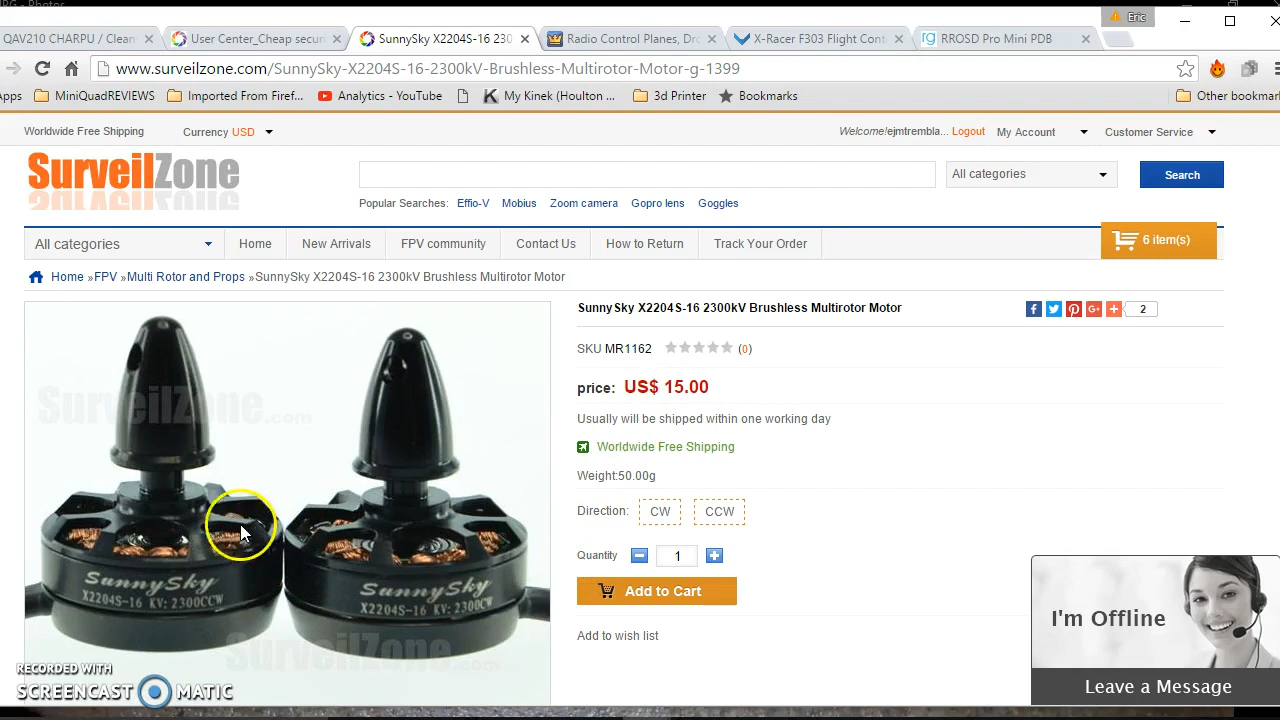 Eric
QAV210 CHARPU / Clean
User Center_Cheap secur
SunnySky X2204S-16 230
Radio Control Planes, Dro
X-Racer F303 Flight Cont
RROSD Pro Mini PDB
www.surveilzone.com/SunnySky-X2204S-16-2300kV-Brushless-Multirotor-Motor-g-1399
Apps
MiniQuadREVIEWS
Imported From Firef...
Analytics - YouTube
My Kinek (Houlton ...
3d Printer
Bookmarks
Other bookmar
Worldwide Free Shipping
Currency USD
Welcome!ejmtrembla... Logout
My Account
Customer Service
SurveilZone
All categories
Search
Popular Searches: Effio-V Mobius Zoom camera Gopro lens Goggles
All categories
Home
New Arrivals
FPV community
Contact Us
How to Return
Track Your Order
6 item(s)
Home »FPV »Multi Rotor and Props »SunnySky X2204S-16 2300kV Brushless Multirotor Motor
SunnySky X2204S-16 2300kV Brushless Multirotor Motor
2
SKU MR1162
(0)
price: US$ 15.00
Usually will be shipped within one working day
Worldwide Free Shipping
Weight:50.00g
Direction: CW CCW
Quantity 1
Add to Cart
Add to wish list
SurveilZone.com
SunnySky
X2204S-16 KV: 2300CCW
SunnySky
X2204S-16 KV: 2300CW
SurveilZone.com
I'm Offline
Leave a Message
RECORDED WITH
SCREENCAST MATIC